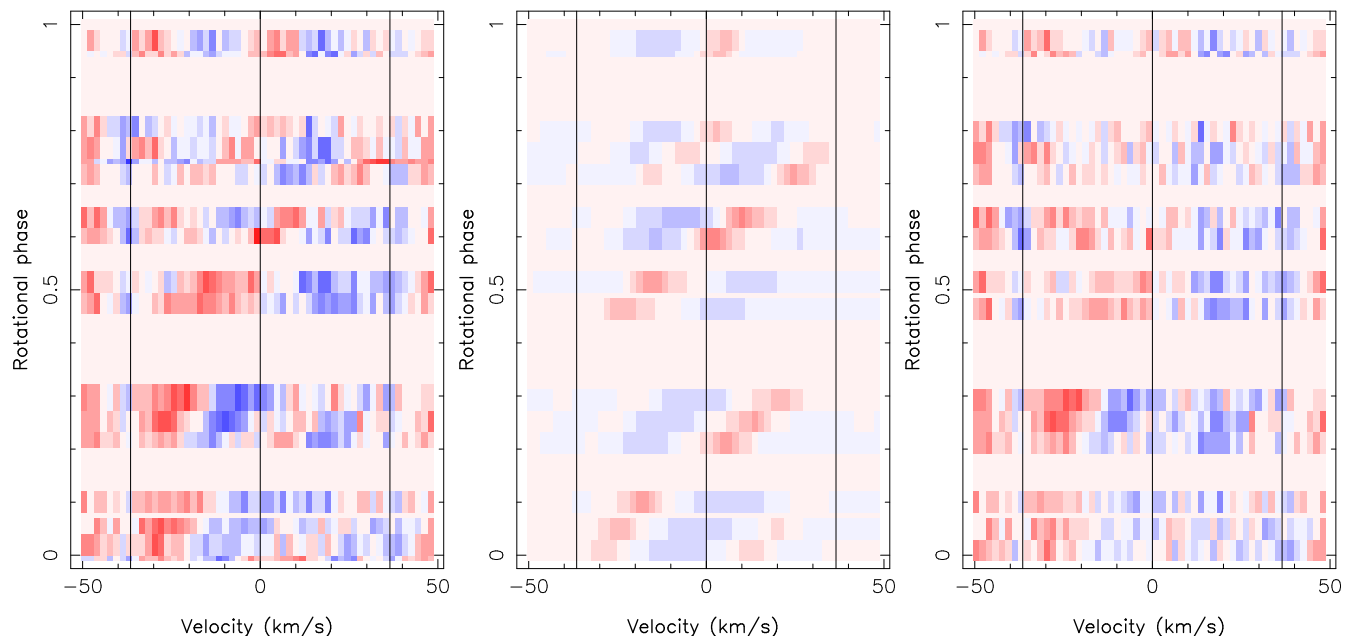 1 1 1
0.5 0.5 0.5
0 0 0
Rotational phase Rotational phase Rotational phase
−50 0 50 −50 0 50 −50 0 50
Velocity (km/s) Velocity (km/s) Velocity (km/s)